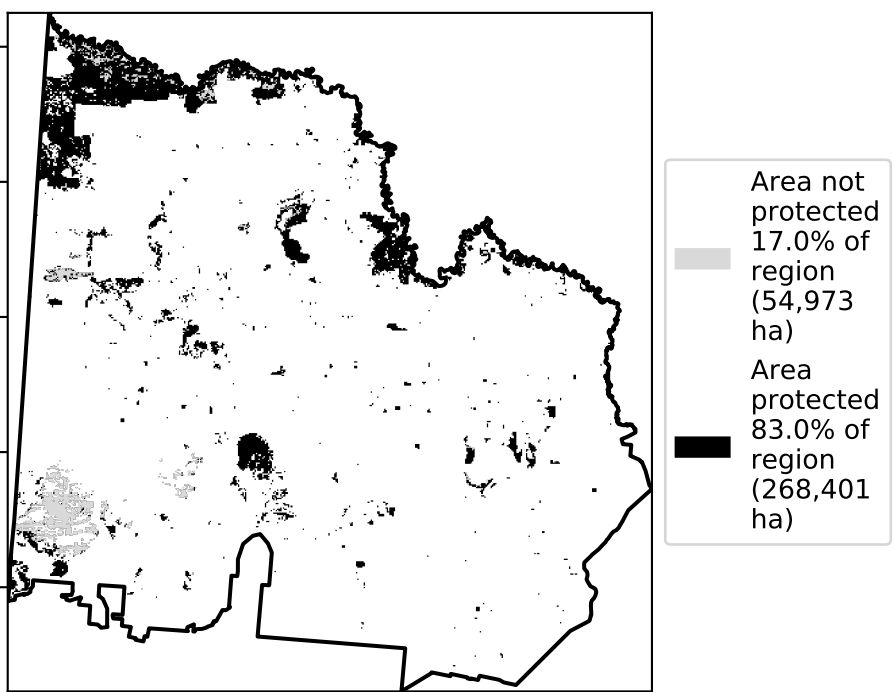 Area not
protected
17.0% of
region
(54,973
ha)
Area
protected
83.0% of
region
(268,401
ha)